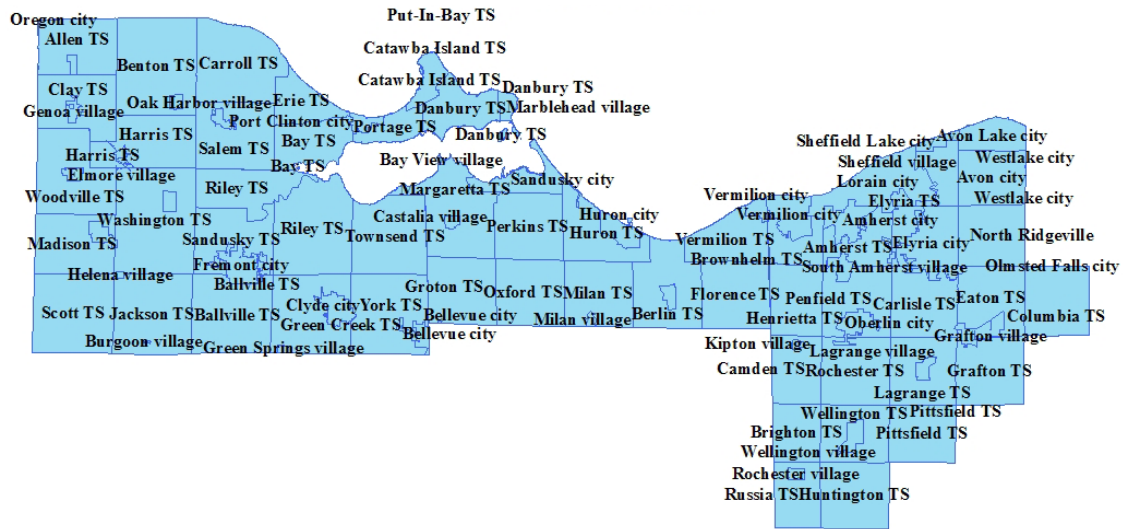 Put-In-Bay TS
Oregon city
Allen TS
Catawba Island TS
Benton TS
Carroll TS
Catawba Island TS
Clay TS
Danbury TS
Genoa village
Oak Harbor village
Erie TS
Danbury TS
Marblehead village
Port Clinton city
Portage TS
Harris TS
Bay TS
Danbury TS
Sheffield Lake city
Avon Lake city
Harris TS
Salem TS
Bay TS
Bay View village
Sheffield village
Westlake city
Elmore village
Riley TS
Margaretta TS
Sandusky city
Lorain city
Avon city
Woodville TS
Vermilion city
Elyria TS
Westlake city
Washington TS
Castalia village
Huron city
Vermilion city
Amherst city
Madison TS
Sandusky TS
Riley TS
Townsend TS
Perkins TS
Huron TS
Vermilion TS
Amherst TS
Elyria city
North Ridgeville
Helena village
Fremont city
Brownhelm TS
South Amherst village
Olmsted Falls city
Ballville TS
Groton TS
Oxford TS
Milan TS
Florence TS
Penfield TS
Carlisle TS
Eaton TS
Scott TS
Jackson TS
Ballville TS
Clyde city
York TS
Bellevue city
Milan village
Berlin TS
Henrietta TS
Oberlin city
Columbia TS
Green Creek TS
Bellevue city
Grafton village
Burgoon village
Green Springs village
Kipton village
Lagrange village
Camden TS
Rochester TS
Grafton TS
Lagrange TS
Wellington TS
Pittsfield TS
Brighton TS
Pittsfield TS
Wellington village
Rochester village
Russia TS
Huntington TS